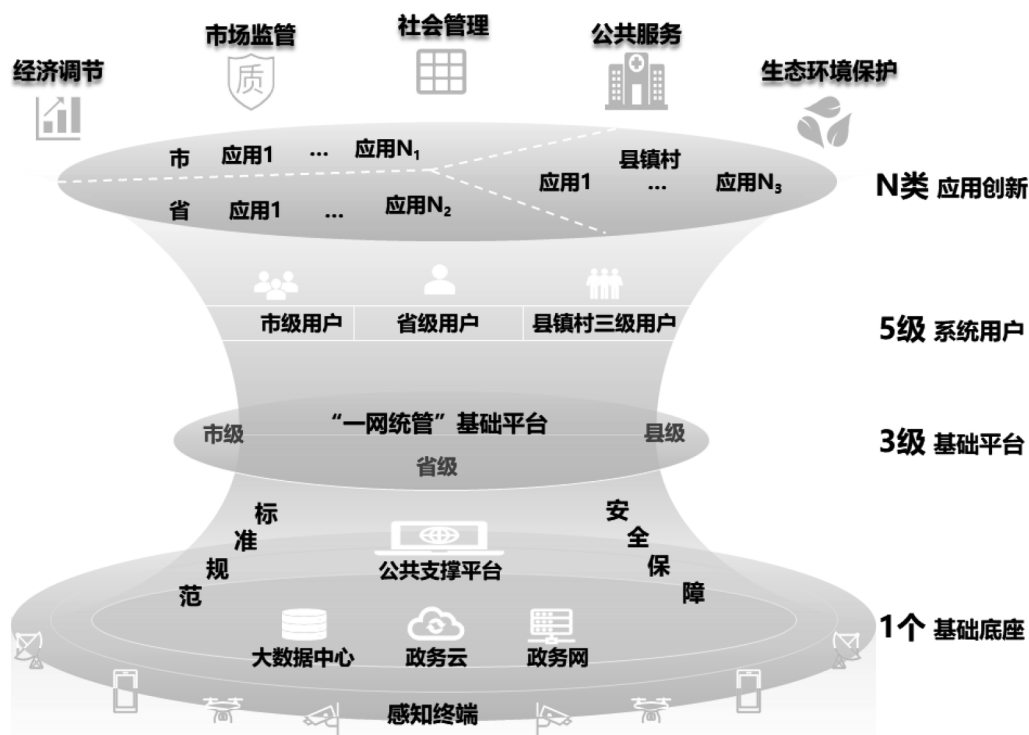 社会管理
市场监管
公共服务
经济调节
生态环境保护
质
市 应用1 … 应用N₁
县镇村
应用1 … 应用N₃
省 应用1 … 应用N₂
N类 应用创新
市级用户 省级用户 县镇村三级用户
5级 系统用户
“一网统管”基础平台
市级 县级
省级
3级 基础平台
标准规范
安全保障
公共支撑平台
1个 基础底座
大数据中心 政务云 政务网
感知终端